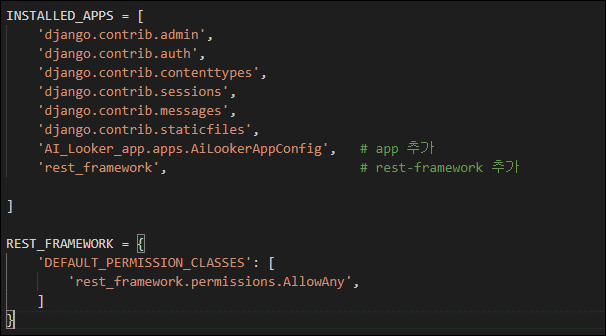 INSTALLED_APPS = [
    'django.contrib.admin',
    'django.contrib.auth',
    'django.contrib.contenttypes',
    'django.contrib.sessions',
    'django.contrib.messages',
    'django.contrib.staticfiles',
    'AI_Looker_app.apps.AiLookerAppConfig',   # app 추가
    'rest_framework',                         # rest-framework 추가
]
REST_FRAMEWORK = {
    'DEFAULT_PERMISSION_CLASSES': [
        'rest_framework.permissions.AllowAny',
    ]
}